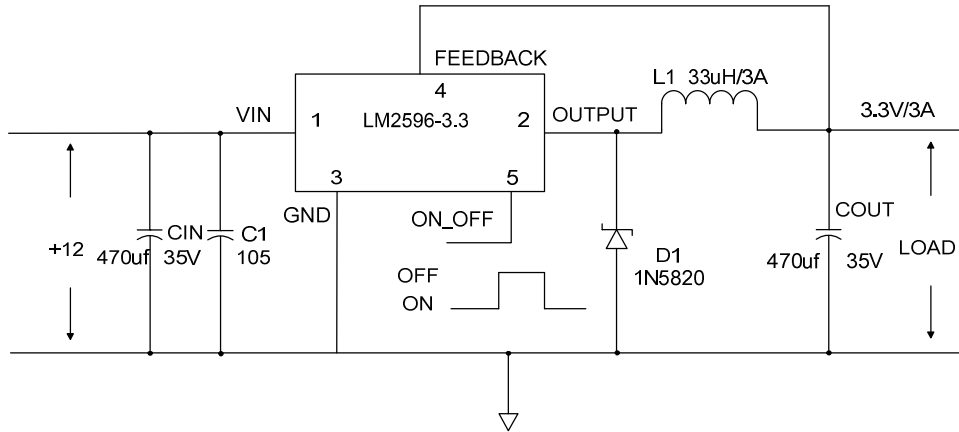 FEEDBACK
L1 33uH/3A
4
VIN
1
LM2596-3.3
2
OUTPUT
3.3V/3A
3
5
GND
ON_OFF
+12
CIN
470uf 35V
C1
105
OFF
ON
D1
1N5820
COUT
470uf 35V
LOAD